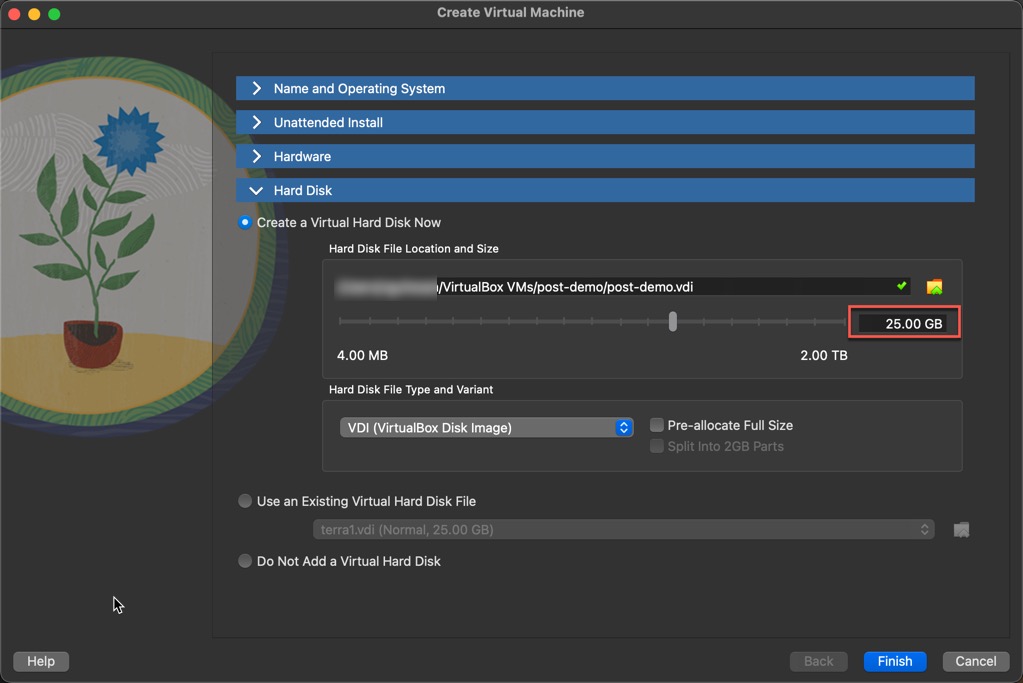 Create Virtual Machine
Name and Operating System
Unattended Install
Hardware
Hard Disk
Create a Virtual Hard Disk Now
Hard Disk File Location and Size
/VirtualBox VMs/post-demo/post-demo.vdi
25.00 GB
4.00 MB 2.00 TB
Hard Disk File Type and Variant
VDI (VirtualBox Disk Image) Pre-allocate Full Size
Split Into 2GB Parts
Use an Existing Virtual Hard Disk File
terra1.vdi (Normal, 25.00 GB)
Do Not Add a Virtual Hard Disk
Help Back Finish Cancel